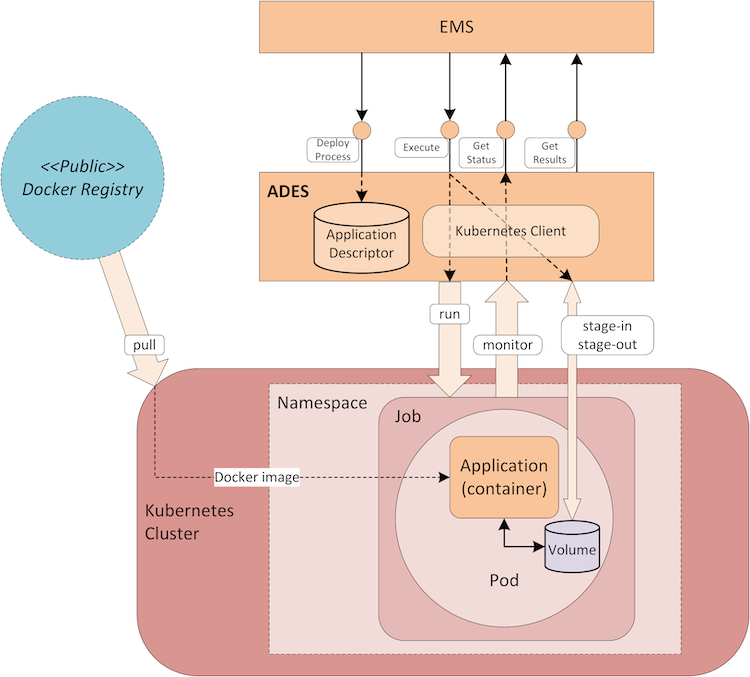 EMS
Deploy
Process
Execute
Get
Status
Get
Results
<<Public>>
Docker Registry
ADES
Application
Descriptor
Kubernetes Client
run
stage-in
stage-out
pull
monitor
Namespace
Job
Application
(container)
Docker image
Kubernetes
Cluster
Volume
Pod